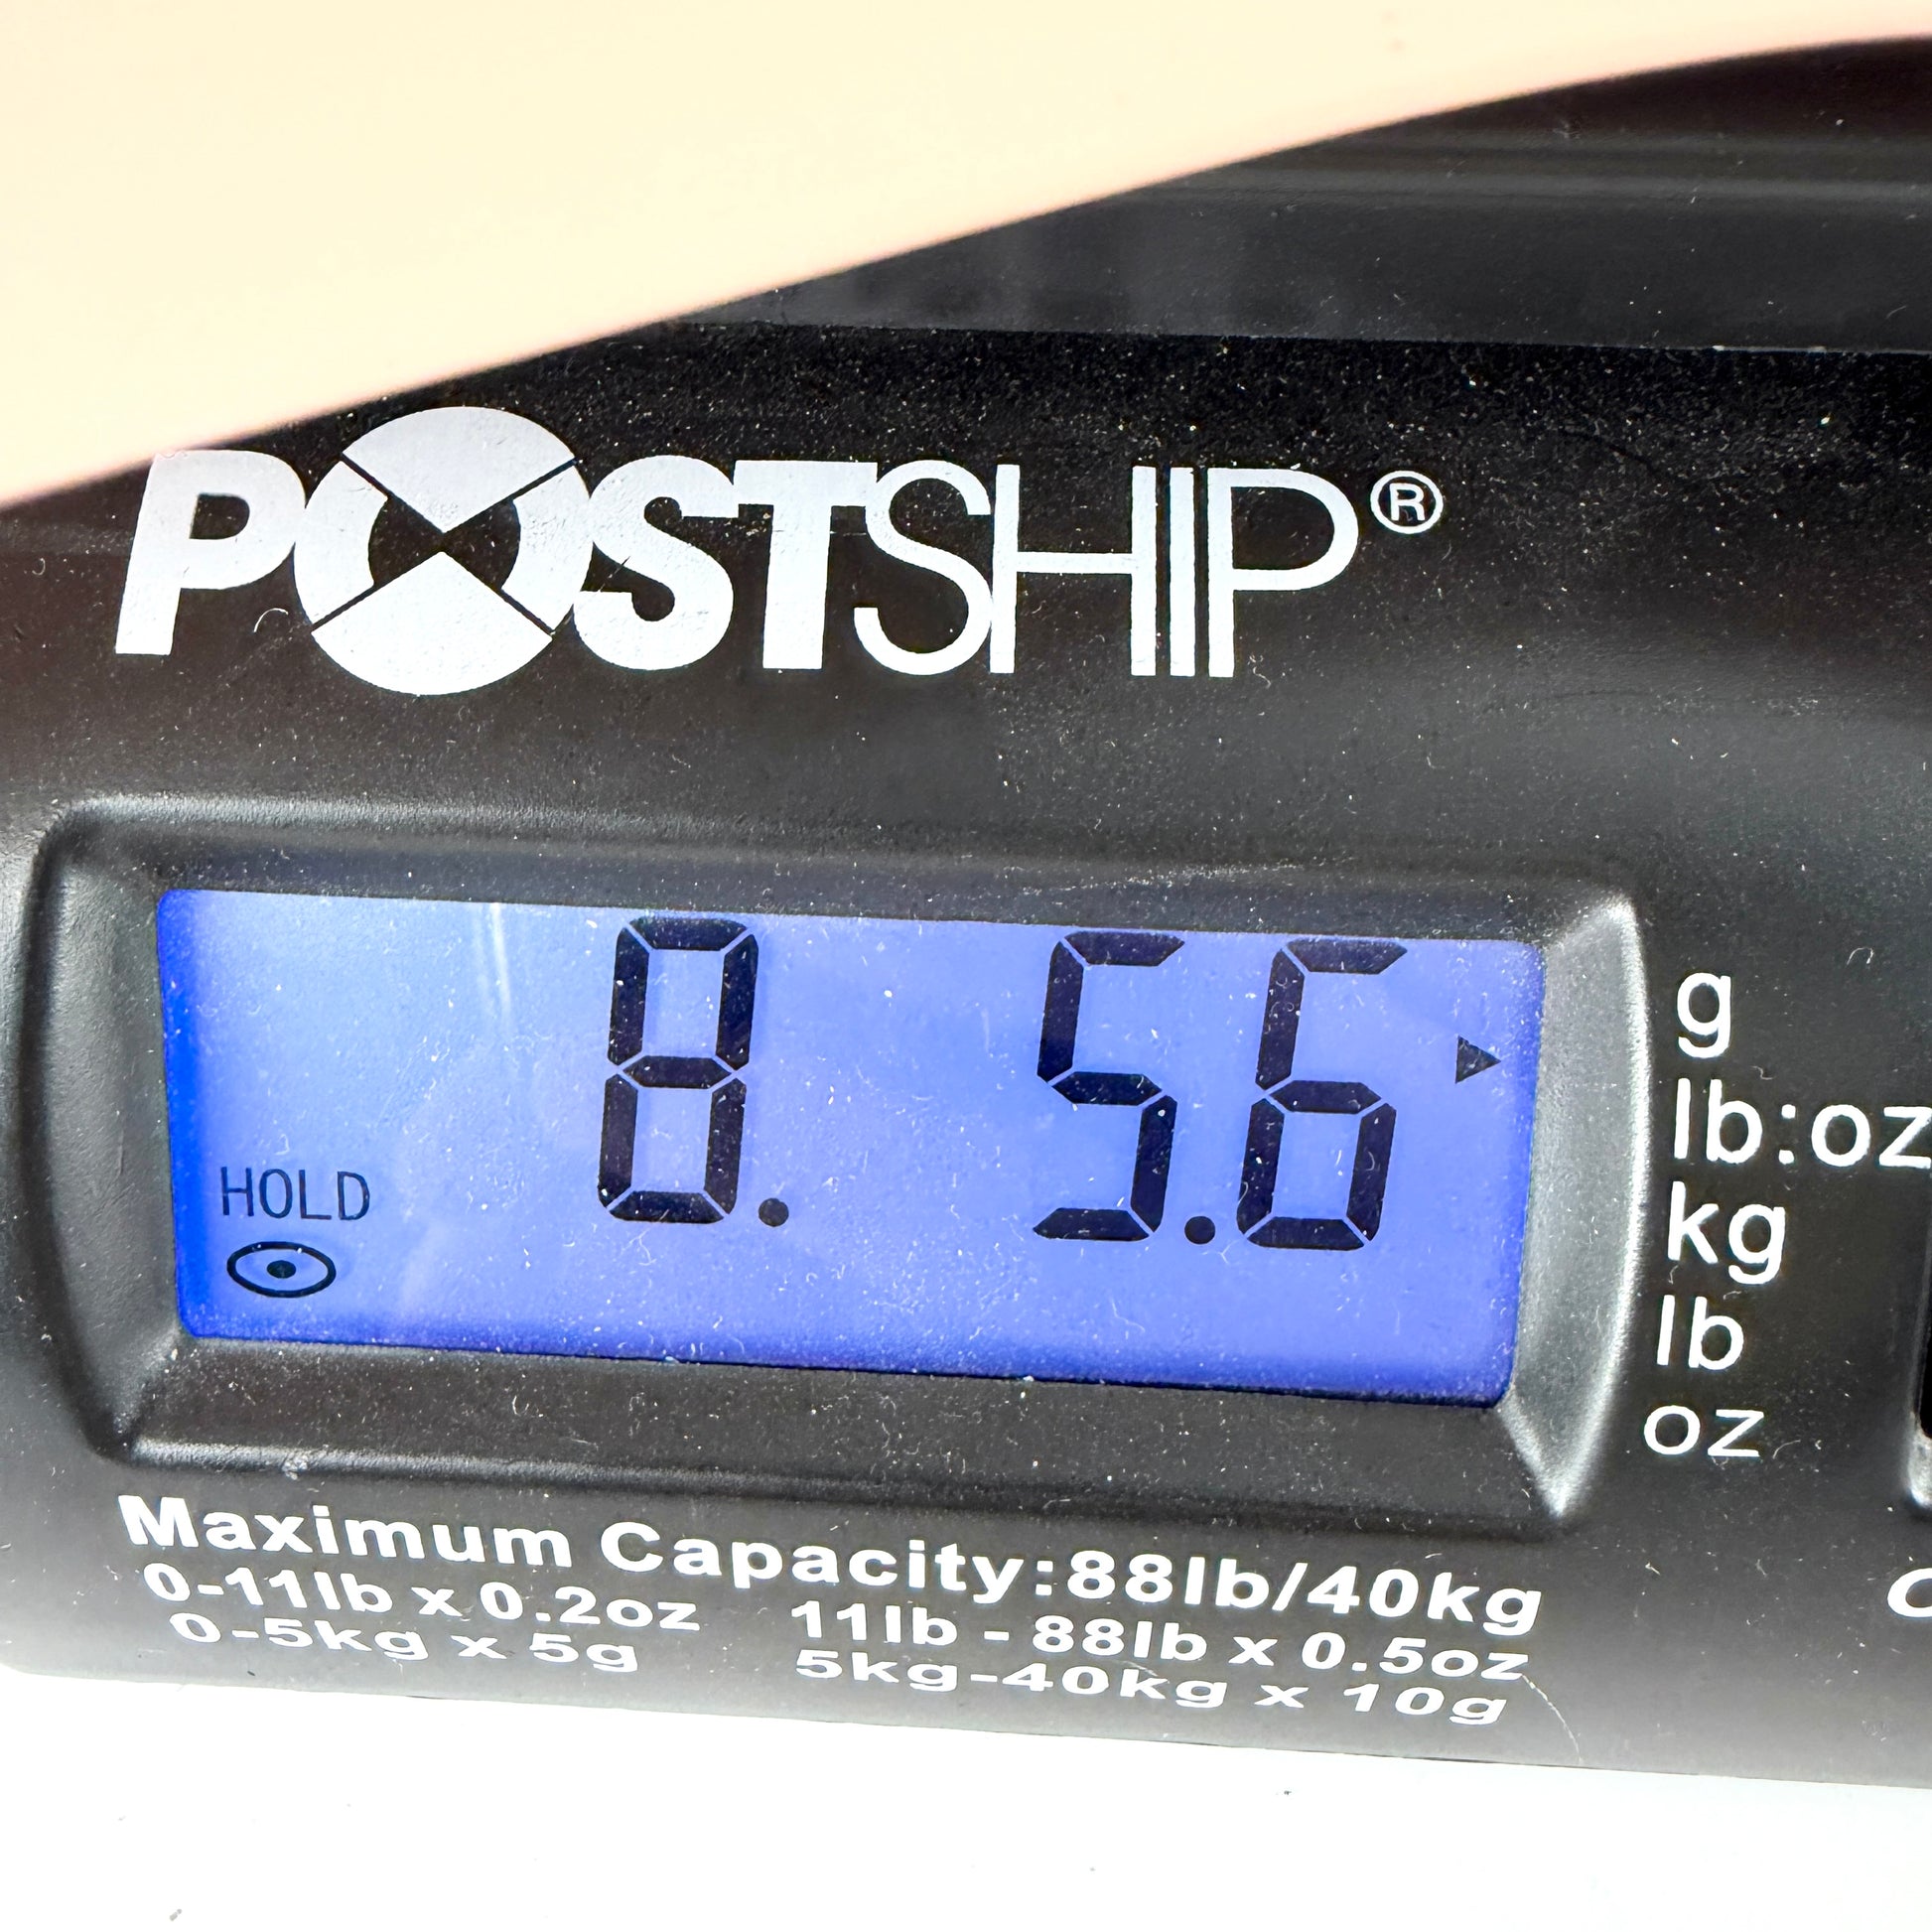 POSTSHIP®
8. 5.6
HOLD
g
lb:oz
kg
lb
oz
Maximum Capacity:88lb/40kg
0-11lb x 0.2oz 11lb - 88lb x 0.5oz
0-5kg x 5g 5kg-40kg x 10g